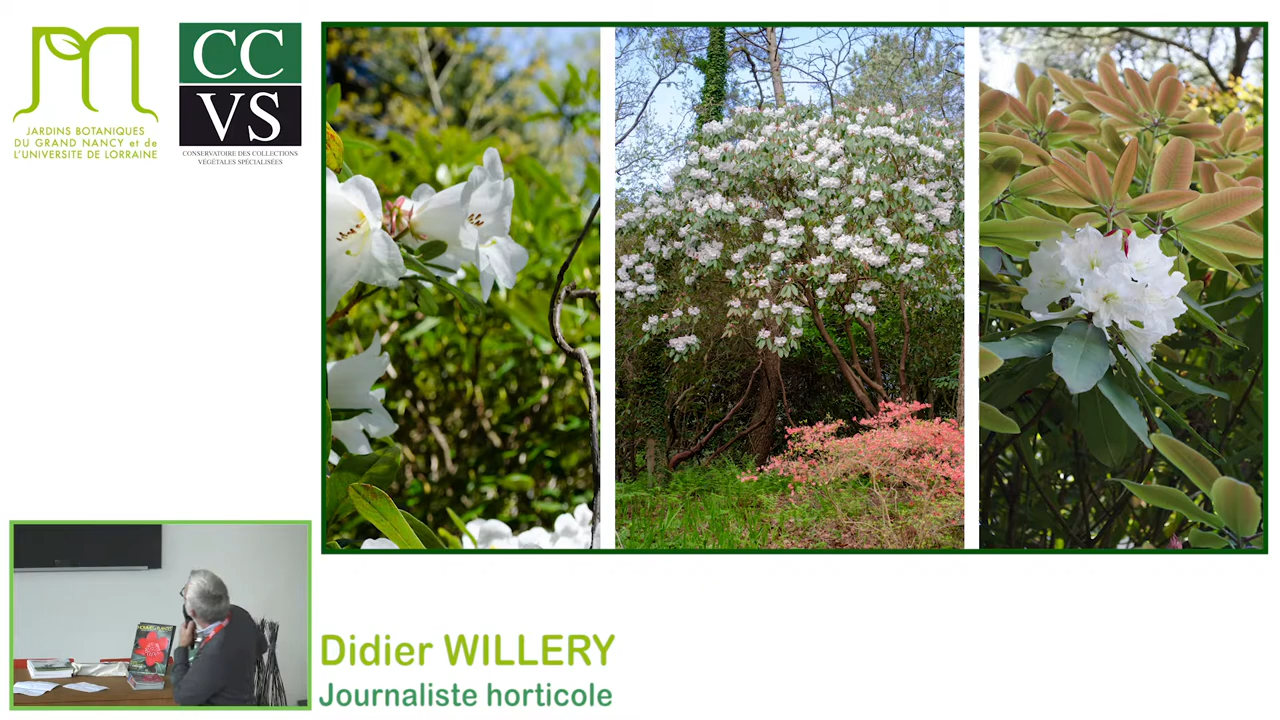 JARDINS BOTANIQUES
DU GRAND NANCY et de
L'UNIVERSITE DE LORRAINE
CC
VS
CONSERVATOIRE DES COLLECTIONS
VÉGÉTALES SPÉCIALISÉES
Didier WILLERY
Journaliste horticole